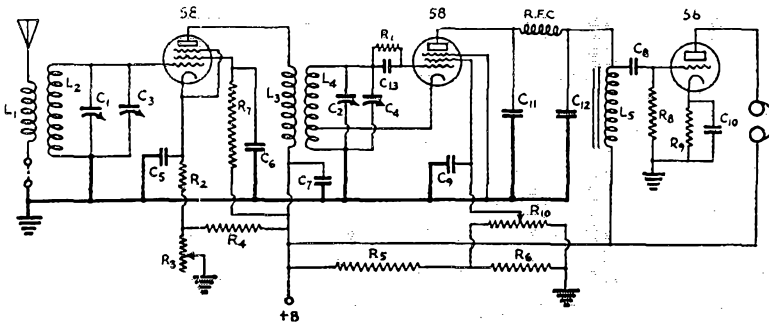 58
58
R.F.C
56
L1
L2
C1
C3
R7
C6
L3
L4
R1
C13
C2
C4
C11
C12
L5
C8
R8
R9
C10
C5
R2
C7
C9
R3
R4
R10
R5
R6
+B